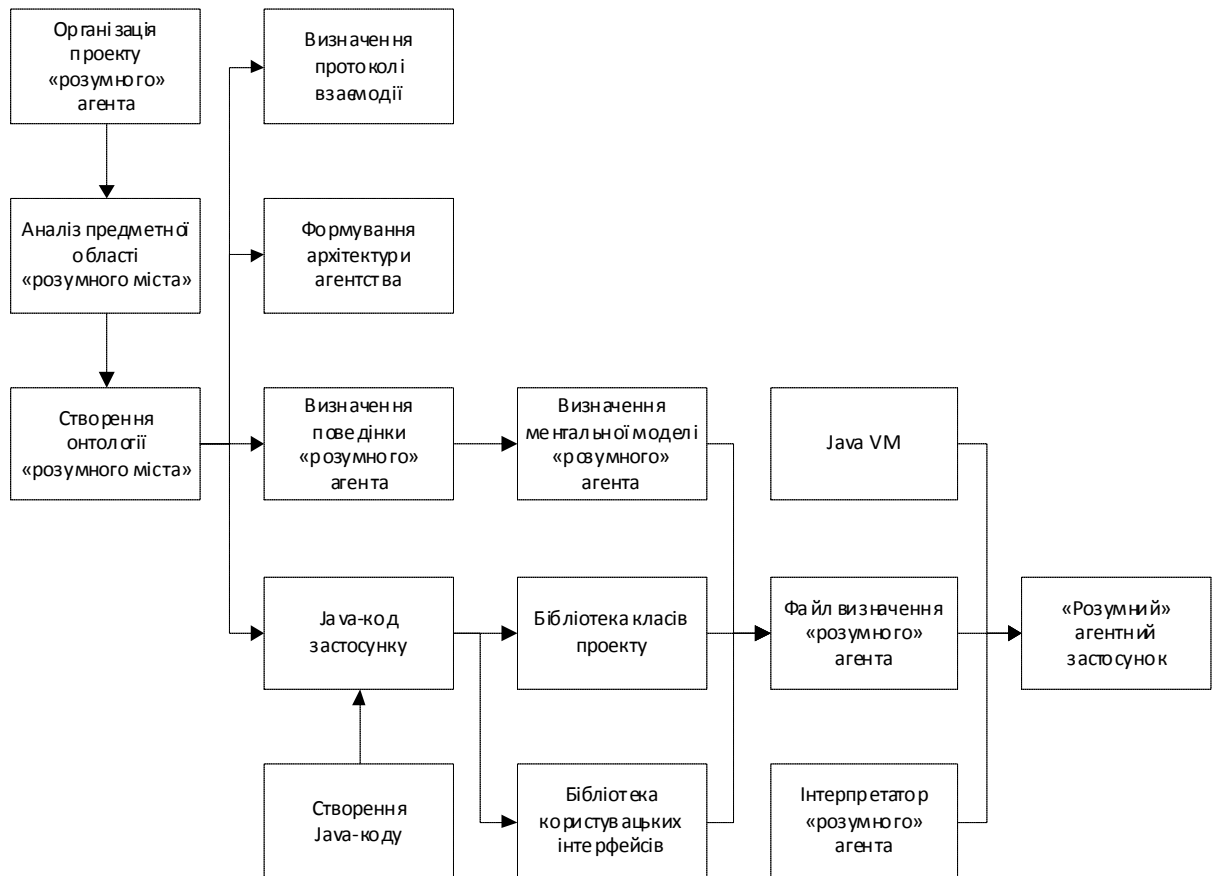 Організація
проекту
«розумного»
агента
Визначення
протоколі
взаємодії
Аналіз предметної
області
«розумного міста»
Формування
архітектури
агентства
Створення
онтології
«розумного міста»
Визначення
поведінки
«розумного»
агента
Визначення
ментальної моделі
«розумного»
агента
Java VM
Java-код
застосунку
Бібліотека класів
проекту
Файл визначення
«розумного»
агента
«Розумний»
агентний
застосунок
Створення
Java-коду
Бібліотека
користувацьких
інтерфейсів
Інтерпретатор
«розумного»
агента